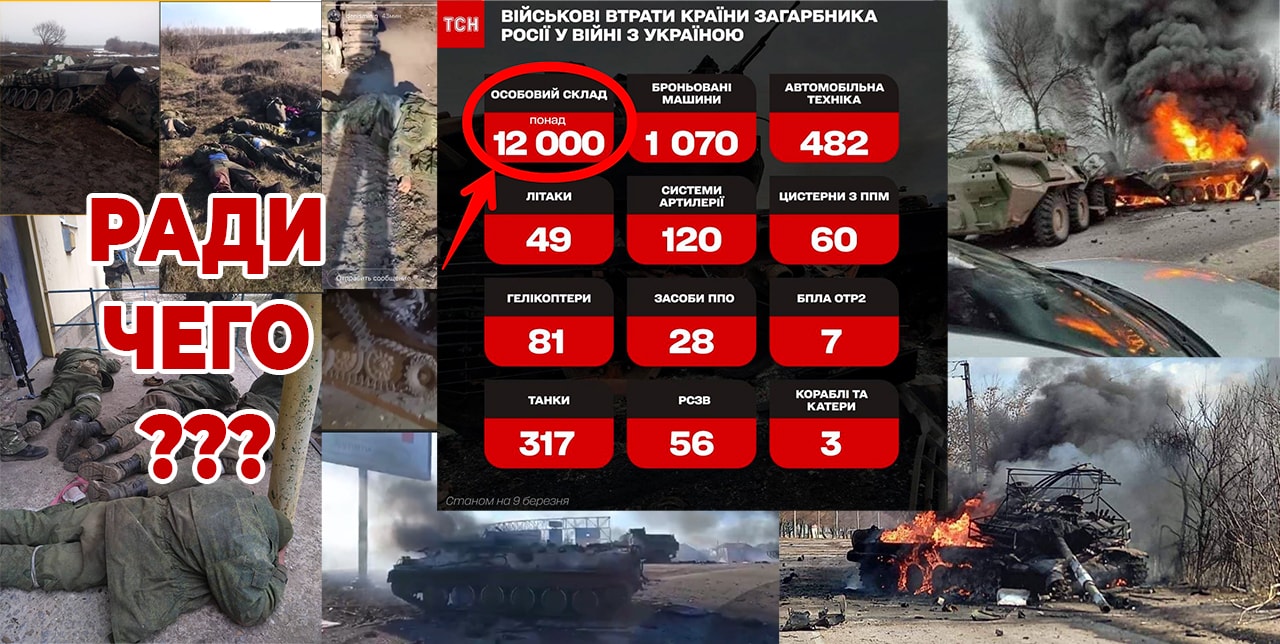 43мин.
Отправить сообщение
РАДИ
ЧЕГО
???
ТСН
ВІЙСЬКОВІ ВТРАТИ КРАЇНИ ЗАГАРБНИКА
РОСІЇ У ВІЙНІ З УКРАЇНОЮ
ОСОБОВИЙ СКЛАД
понад
12 000
БРОНЬОВАНІ
МАШИНИ
1 070
АВТОМОБІЛЬНА
ТЕХНІКА
482
ЛІТАКИ
49
СИСТЕМИ
АРТИЛЕРІЇ
120
ЦИСТЕРНИ З ППМ
60
ГЕЛІКОПТЕРИ
81
ЗАСОБИ ППО
28
БПЛА ОТР2
7
ТАНКИ
317
РСЗВ
56
КОРАБЛІ ТА
КАТЕРИ
3
Станом на 9 березня